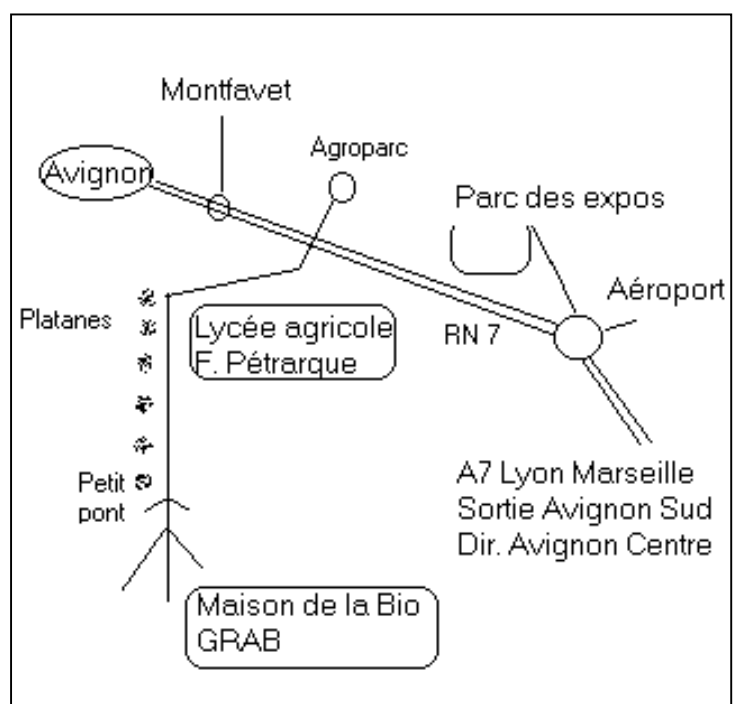 Montfavet
Agroparc
Avignon
Parc des expos
Aéroport
Platanes
Lycée agricole
F. Pétrarque
RN 7
Petit
pont
A7 Lyon Marseille
Sortie Avignon Sud
Dir. Avignon Centre
Maison de la Bio
GRAB